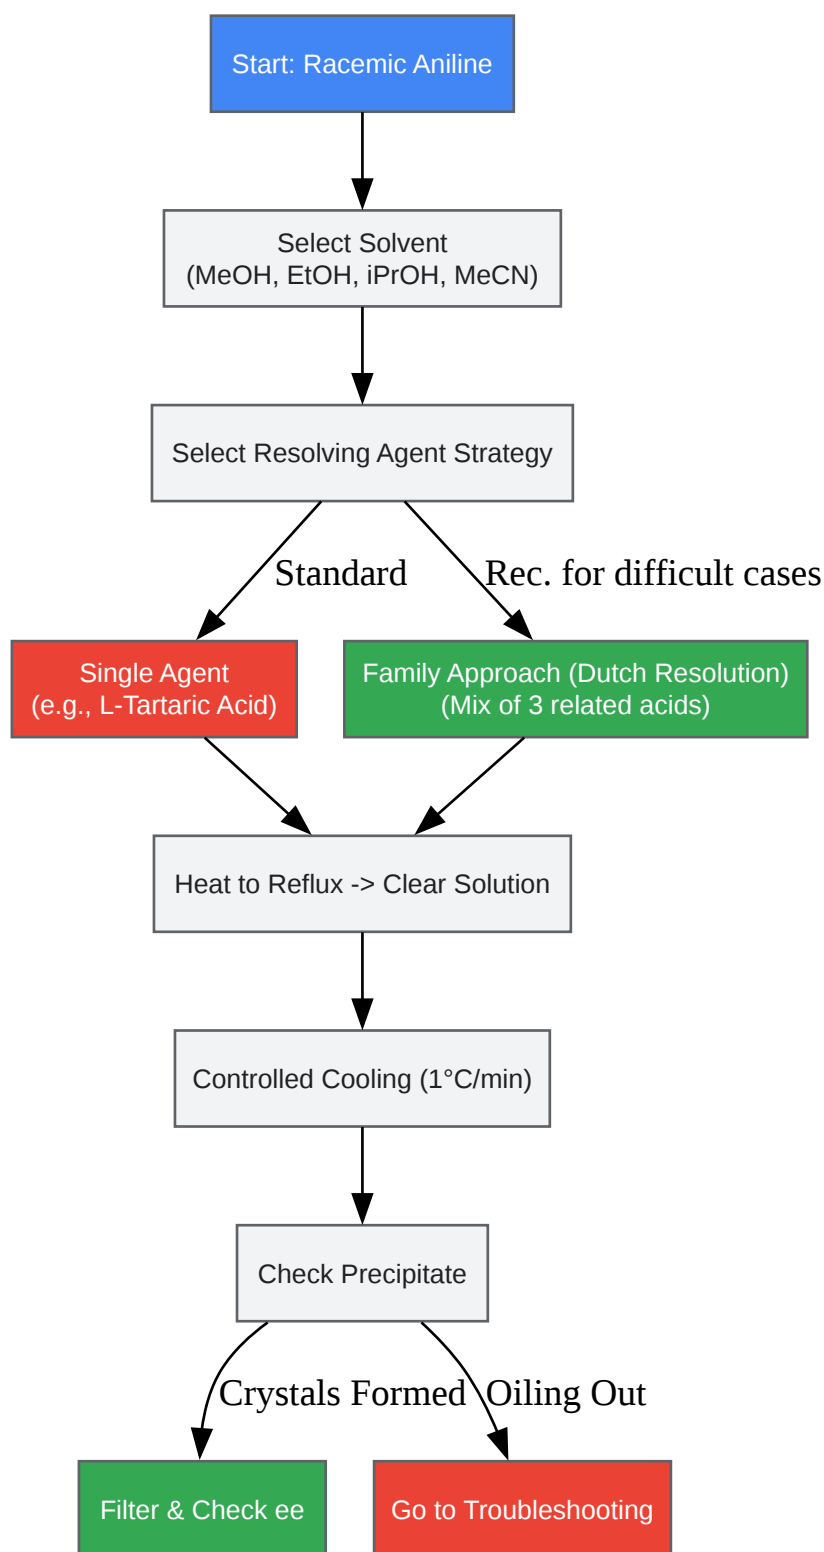 Start: Racemic Aniline
Select Solvent
(MeOH, EtOH, iPrOH, MeCN)
Select Resolving Agent Strategy
Standard
Rec. for difficult cases
Single Agent
(e.g., L-Tartaric Acid)
Family Approach (Dutch Resolution)
(Mix of 3 related acids)
Heat to Reflux -> Clear Solution
Controlled Cooling (1°C/min)
Check Precipitate
Crystals Formed
Oiling Out
Filter & Check ee
Go to Troubleshooting